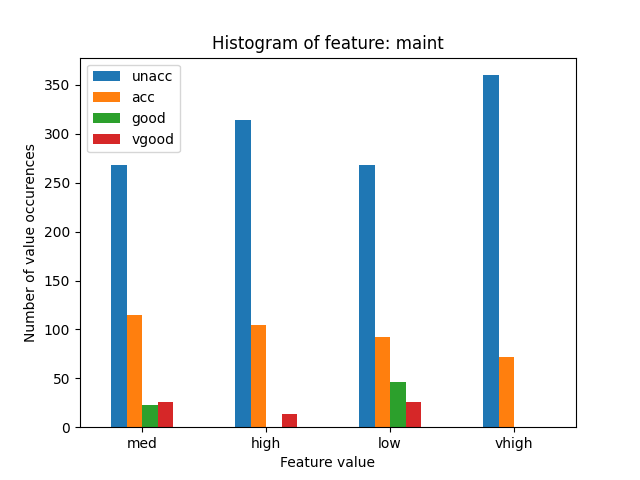 Histogram of feature: maint
unacc
acc
good
vgood
Number of value occurences
350
300
250
200
150
100
50
0
med high low vhigh
Feature value